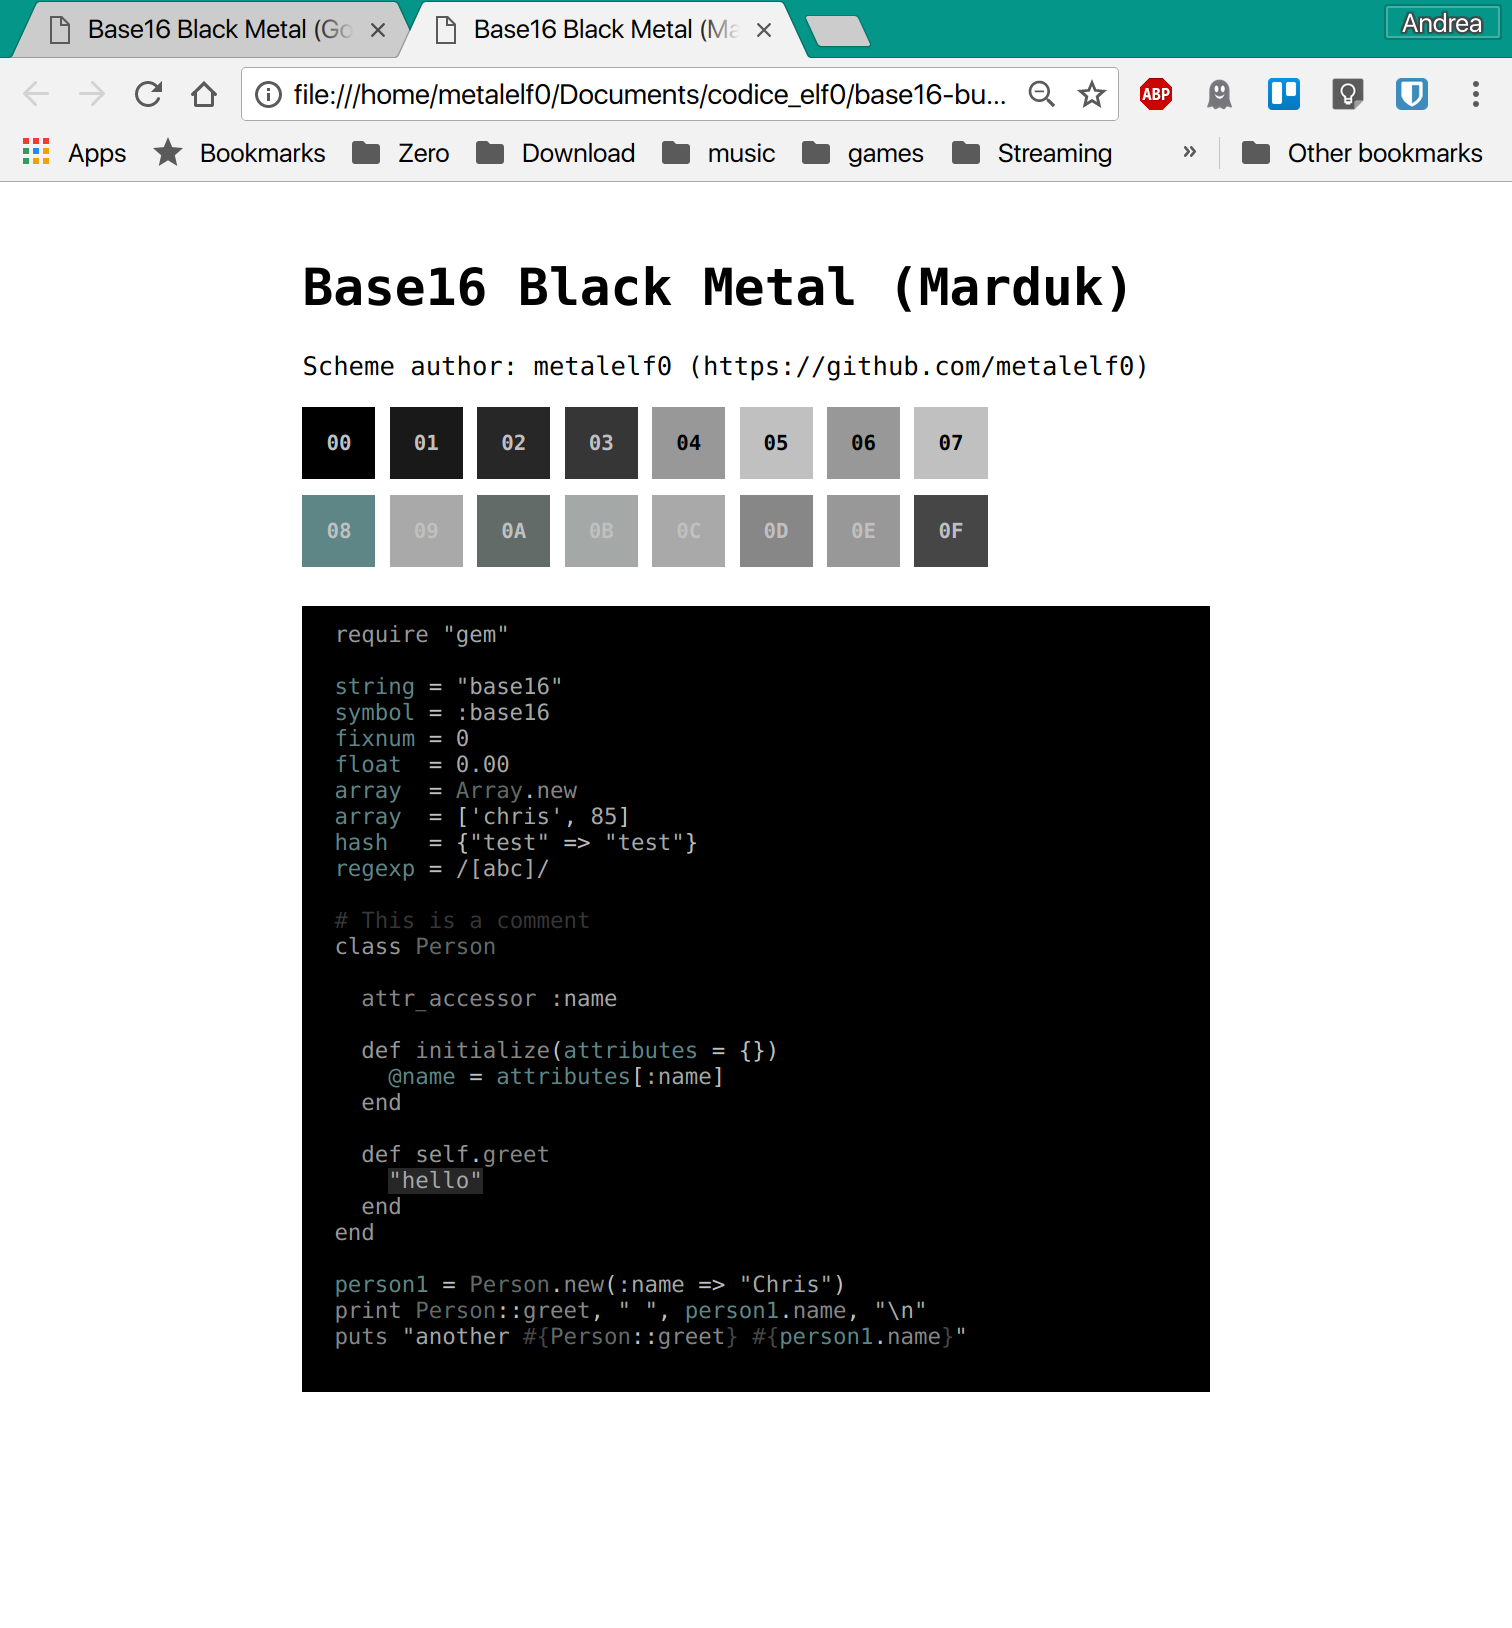 Base16 Black Metal (Go
Base16 Black Metal (Ma
Andrea
file:///home/metalelf0/Documents/codice_elf0/base16-bu...
ABP
Apps Bookmarks Zero Download music games Streaming » Other bookmarks
Base16 Black Metal (Marduk)
Scheme author: metalelf0 (https://github.com/metalelf0)
00 01 02 03 04 05 06 07
08 09 0A 0B 0C 0D 0E 0F
require "gem"
string = "base16"
symbol = :base16
fixnum = 0
float  = 0.00
array  = Array.new
array  = ['chris', 85]
hash   = {"test" => "test"}
regexp = /[abc]/
# This is a comment
class Person
  attr_accessor :name
  def initialize(attributes = {})
    @name = attributes[:name]
  end
  def self.greet
    "hello"
  end
end
person1 = Person.new(:name => "Chris")
print Person::greet, " ", person1.name, "\n"
puts "another #{Person::greet} #{person1.name}"